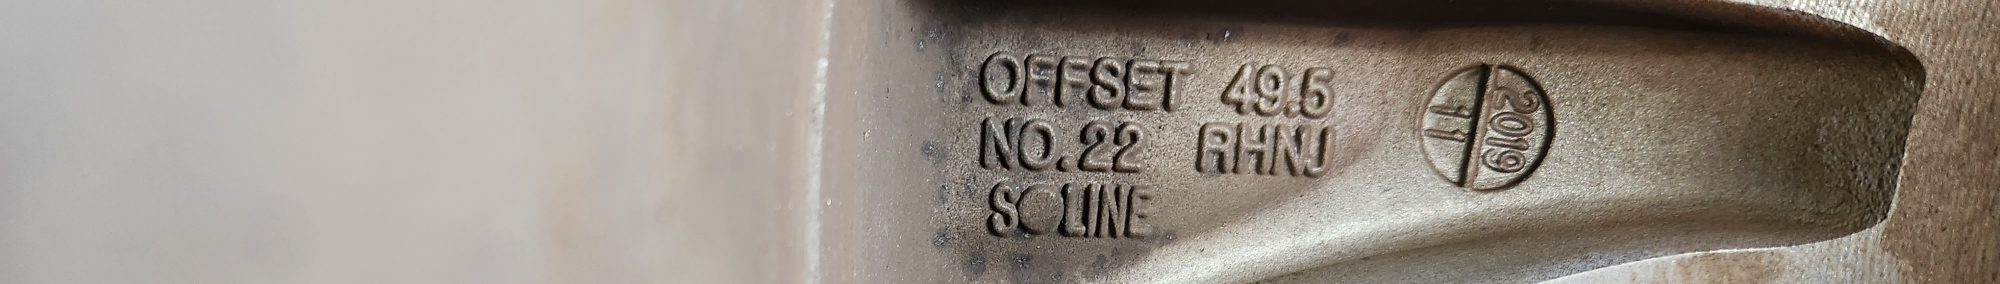 OFFSET 49.5
NO.22 RHNJ
S LINE
2019
11